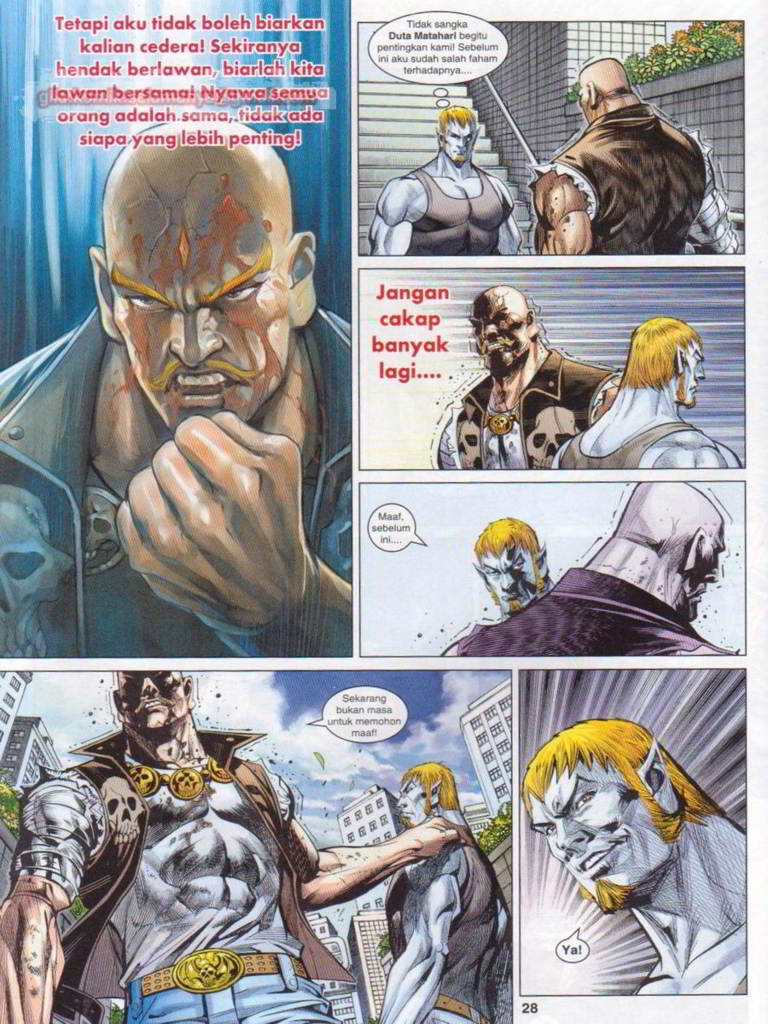 Tetapi aku tidak boleh biarkan
kalian cedera! Sekiranya
hendak berlawan, biarlah kita
lawan bersama! Nyawa semua
orang adalah sama, tidak ada
siapa yang lebih penting!
Tidak sangka
Duta Matahari begitu
pentingkan kami! Sebelum
ini aku sudah salah faham
terhadapnya....
Jangan
cakap
banyak
lagi....
Maaf,
sebelum
ini....
Sekarang
bukan masa
untuk memohon
maaf!
Ya!
28